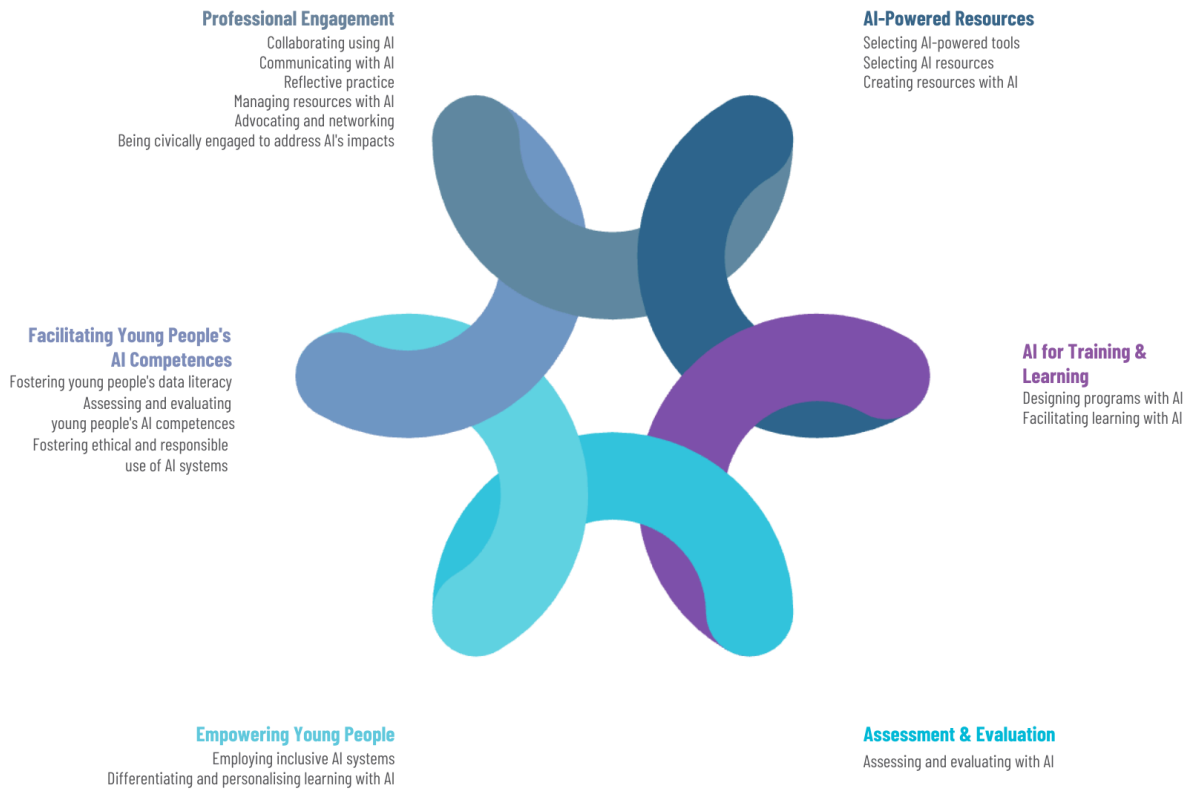 Professional Engagement
Collaborating using AI
Communicating with AI
Reflective practice
Managing resources with AI
Advocating and networking
Being civically engaged to address AI's impacts
AI-Powered Resources
Selecting AI-powered tools
Selecting AI resources
Creating resources with AI
Facilitating Young People's
AI Competences
Fostering young people's data literacy
Assessing and evaluating
young people's AI competences
Fostering ethical and responsible
use of AI systems
AI for Training &
Learning
Designing programs with AI
Facilitating learning with AI
Empowering Young People
Employing inclusive AI systems
Differentiating and personalising learning with AI
Assessment & Evaluation
Assessing and evaluating with AI